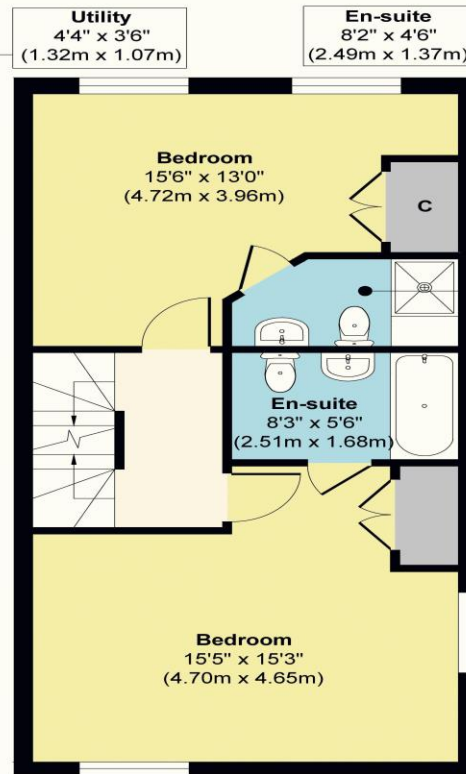 Utility
4'4" x 3'6"
(1.32m x 1.07m)
En-suite
8'2" x 4'6"
(2.49m x 1.37m)
Bedroom
15'6" x 13'0"
(4.72m x 3.96m)
C
En-suite
8'3" x 5'6"
(2.51m x 1.68m)
Bedroom
15'5" x 15'3"
(4.70m x 4.65m)